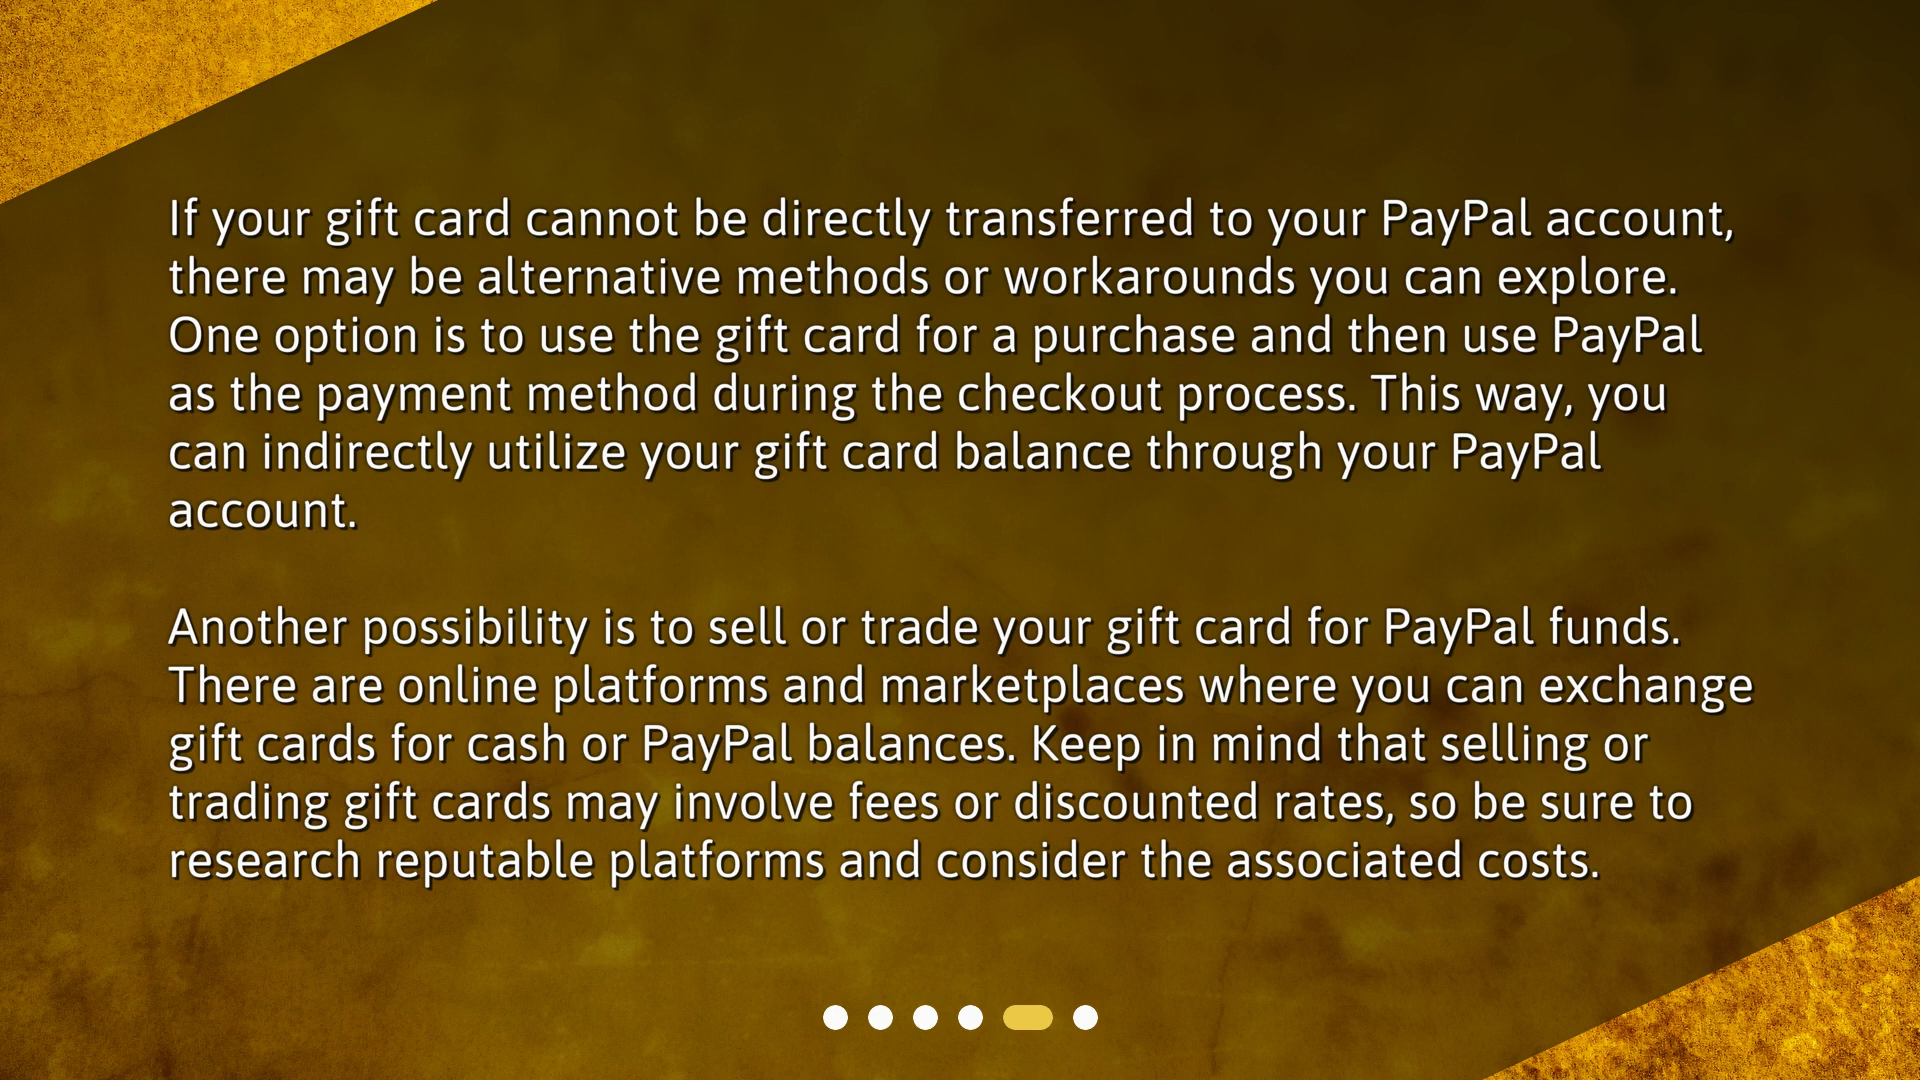 If your gift card cannot be directly transferred to your PayPal account,
there may be alternative methods or workarounds you can explore.
One option is to use the gift card for a purchase and then use PayPal
as the payment method during the checkout process. This way, you
can indirectly utilize your gift card balance through your PayPal
account.
Another possibility is to sell or trade your gift card for PayPal funds.
There are online platforms and marketplaces where you can exchange
gift cards for cash or PayPal balances. Keep in mind that selling or
trading gift cards may involve fees or discounted rates, so be sure to
research reputable platforms and consider the associated costs.